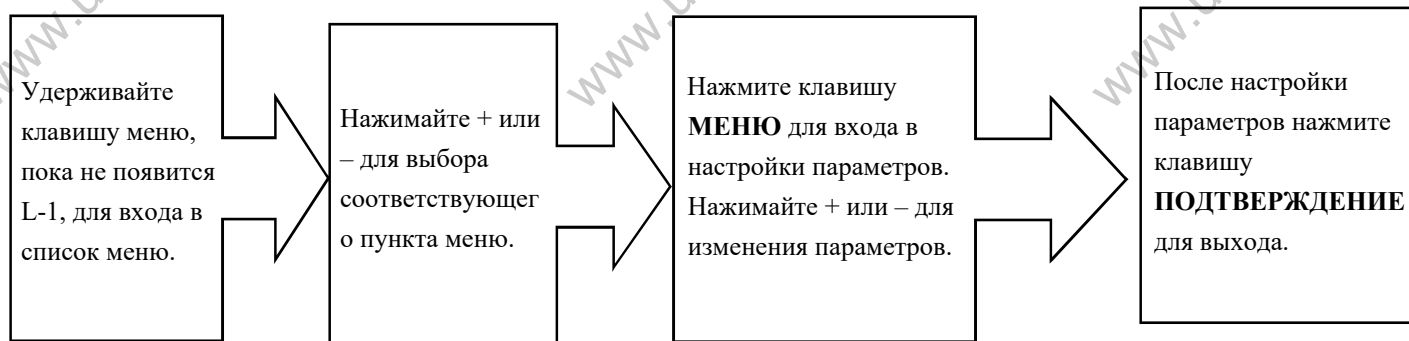 Удерживайте
клавишу меню,
пока не появится
L-1, для входа в
список меню.
Нажимайте + или
– для выбора
соответствующег
о пункта меню.
Нажмите клавишу
МЕНЮ для входа в
настройки параметров.
Нажимайте + или – для
изменения параметров.
После настройки
параметров нажмите
клавишу
ПОДТВЕРЖДЕНИЕ
для выхода.